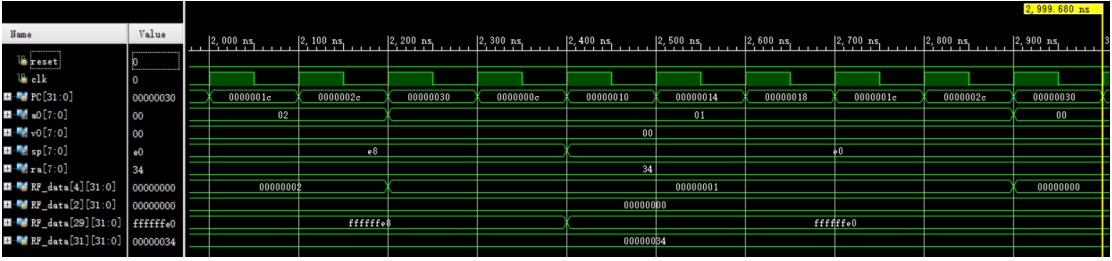 2,999.680 ns
Name Value 2,000 ns 2,100 ns 2,200 ns 2,300 ns 2,400 ns 2,500 ns 2,600 ns 2,700 ns 2,800 ns 2,900 ns 3
reset 0
clk 0
PC[31:0] 00000030 0000001c 0000002c 00000030 0000000c 00000010 00000014 00000018 0000001c 0000002c 00000030
a0[7:0] 00 02 01 00
v0[7:0] 00 00
sp[7:0] e0 e8 e0
ra[7:0] 34 34
RF_data[4][31:0] 00000000 00000002 00000001 00000000
RF_data[2][31:0] 00000000 00000000
RF_data[29][31:0] ffffffe0 ffffffe8 ffffffe0
RF_data[31][31:0] 00000034 00000034